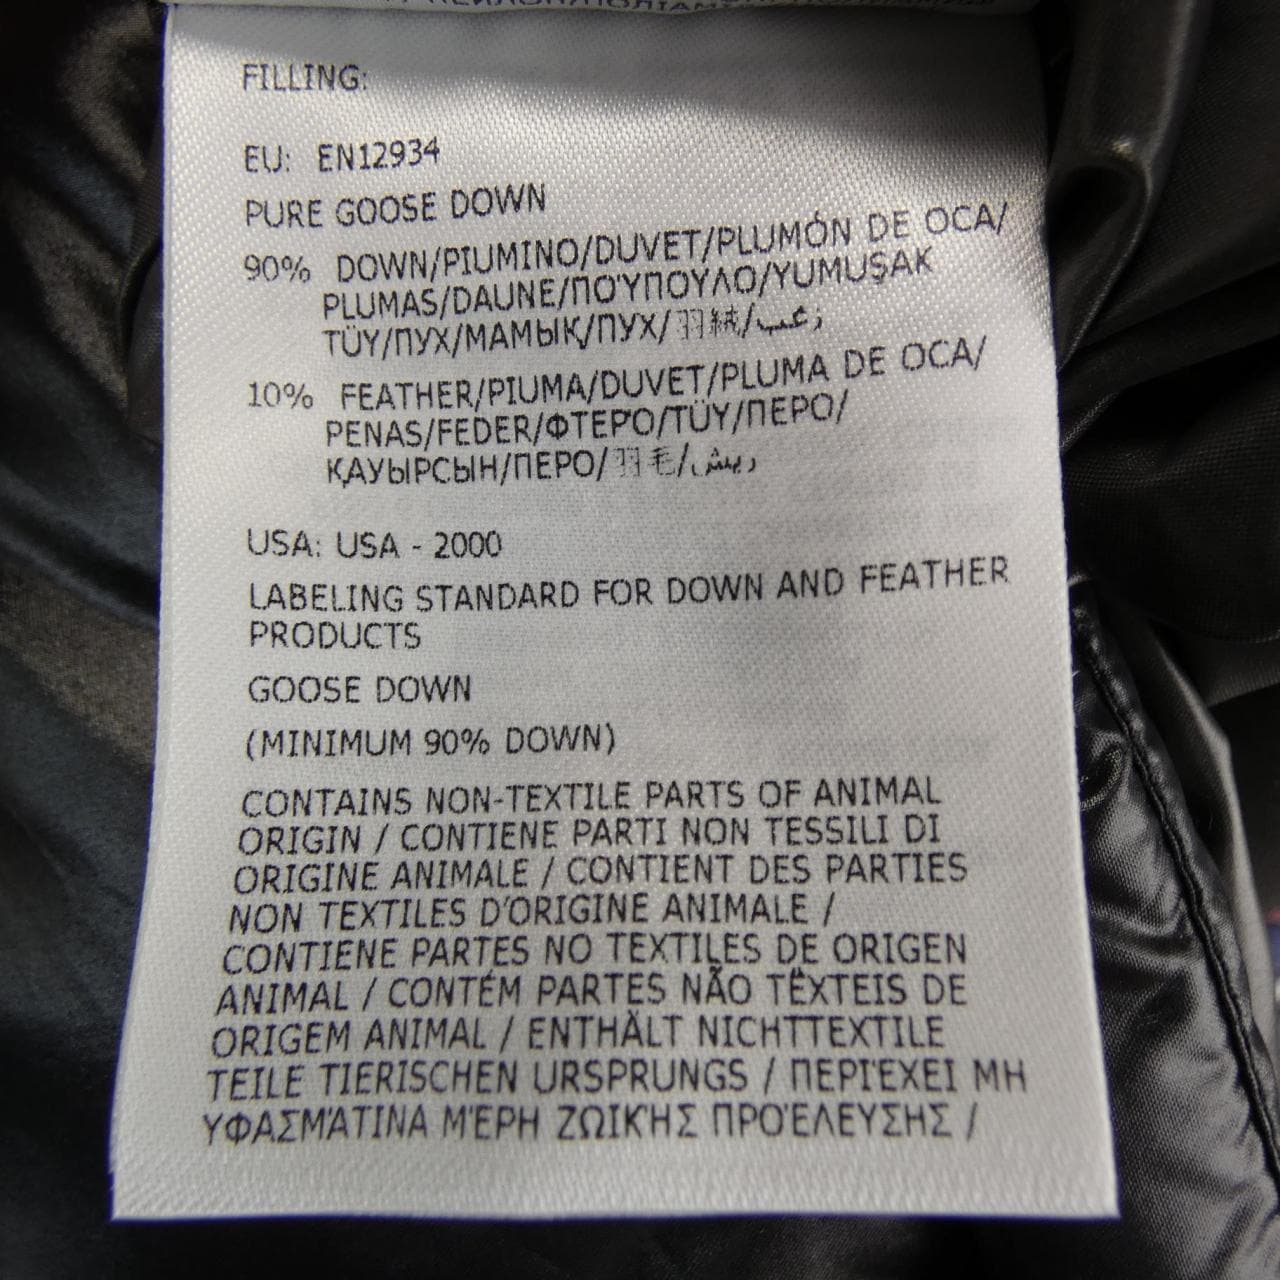 FILLING:
EU: EN12934
PURE GOOSE DOWN
90% DOWN/PIUMINO/DUVET/PLUMÓN DE OCA/
PLUMAS/DAUNE/ΠΟΎΠΟΥΛΟ/YUMUŞAK
TÜY/ПУХ/МАМЫҚ/ПУХ/羽絨/زغب
10% FEATHER/PIUMA/DUVET/PLUMA DE OCA/
PENAS/FEDER/ΦΤΕΡΌ/TÜY/ПЕРО/
ҚАУЫРСЫН/ПЕРО/羽毛/ريش
USA: USA - 2000
LABELING STANDARD FOR DOWN AND FEATHER
PRODUCTS
GOOSE DOWN
(MINIMUM 90% DOWN)
CONTAINS NON-TEXTILE PARTS OF ANIMAL
ORIGIN / CONTIENE PARTI NON TESSILI DI
ORIGINE ANIMALE / CONTIENT DES PARTIES
NON TEXTILES D'ORIGINE ANIMALE /
CONTIENE PARTES NO TEXTILES DE ORIGEN
ANIMAL / CONTÉM PARTES NÃO TËXTEIS DE
ORIGEM ANIMAL / ENTHÄLT NICHTTEXTILE
TEILE TIERISCHEN URSPRUNGS / ΠΕΡΙΈΧΕΙ ΜΗ
ΥΦΑΣΜΆΤΙΝΑ ΜΈΡΗ ΖΩΙΚΉΣ ΠΡΟΈΛΕΥΣΗΣ /